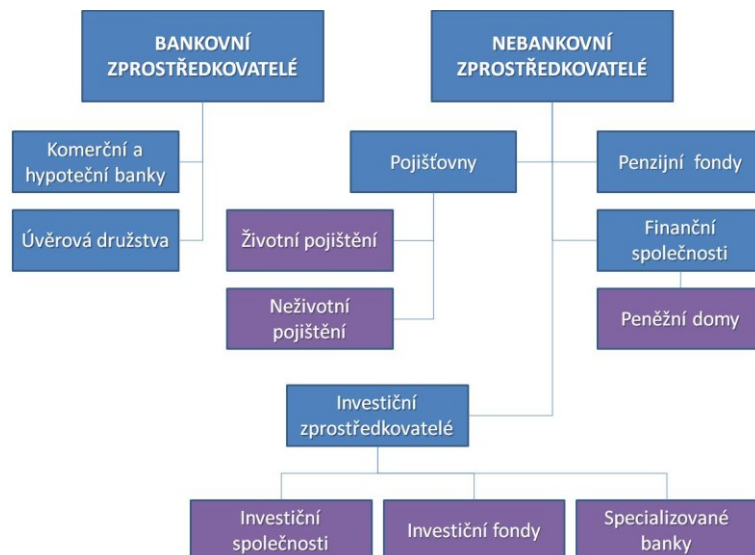 BANKOVNÍ
ZPROSTŘEDKOVATELÉ
NEBANKOVNÍ
ZPROSTŘEDKOVATELÉ
Komerční a
hypoteční banky
Pojišťovny
Penzijní fondy
Úvěrová družstva
Životní pojištění
Finanční
společnosti
Neživotní
pojištění
Peněžní domy
Investiční
zprostředkovatelé
Investiční
společnosti
Investiční fondy
Specializované
banky